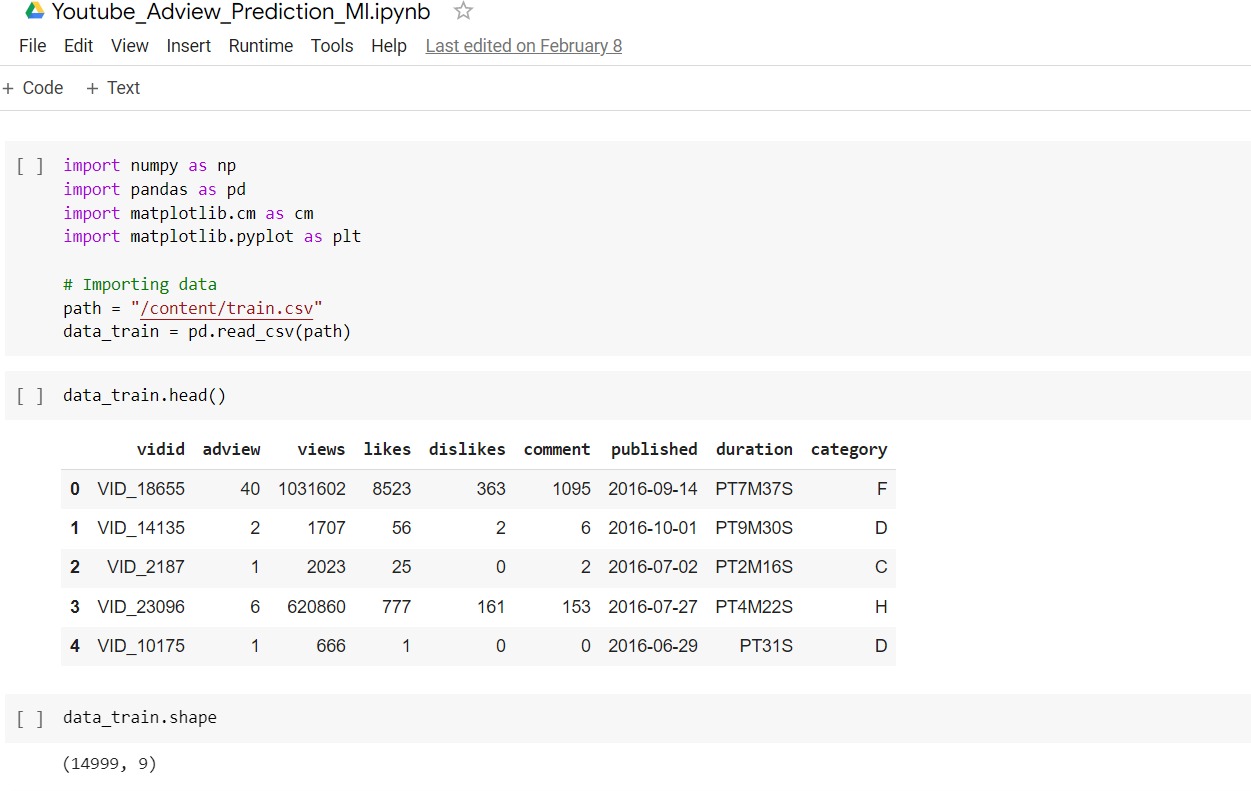 Youtube_Adview_Prediction_Ml.ipynb
File Edit View Insert Runtime Tools Help Last edited on February 8
+ Code + Text
[ ] import numpy as np
import pandas as pd
import matplotlib.cm as cm
import matplotlib.pyplot as plt
# Importing data
path = "/content/train.csv"
data_train = pd.read_csv(path)
[ ] data_train.head()
vidid adview views likes dislikes comment published duration category
0 VID_18655 40 1031602 8523 363 1095 2016-09-14 PT7M37S F
1 VID_14135 2 1707 56 2 6 2016-10-01 PT9M30S D
2 VID_2187 1 2023 25 0 2 2016-07-02 PT2M16S C
3 VID_23096 6 620860 777 161 153 2016-07-27 PT4M22S H
4 VID_10175 1 666 1 0 0 2016-06-29 PT31S D
[ ] data_train.shape
(14999, 9)